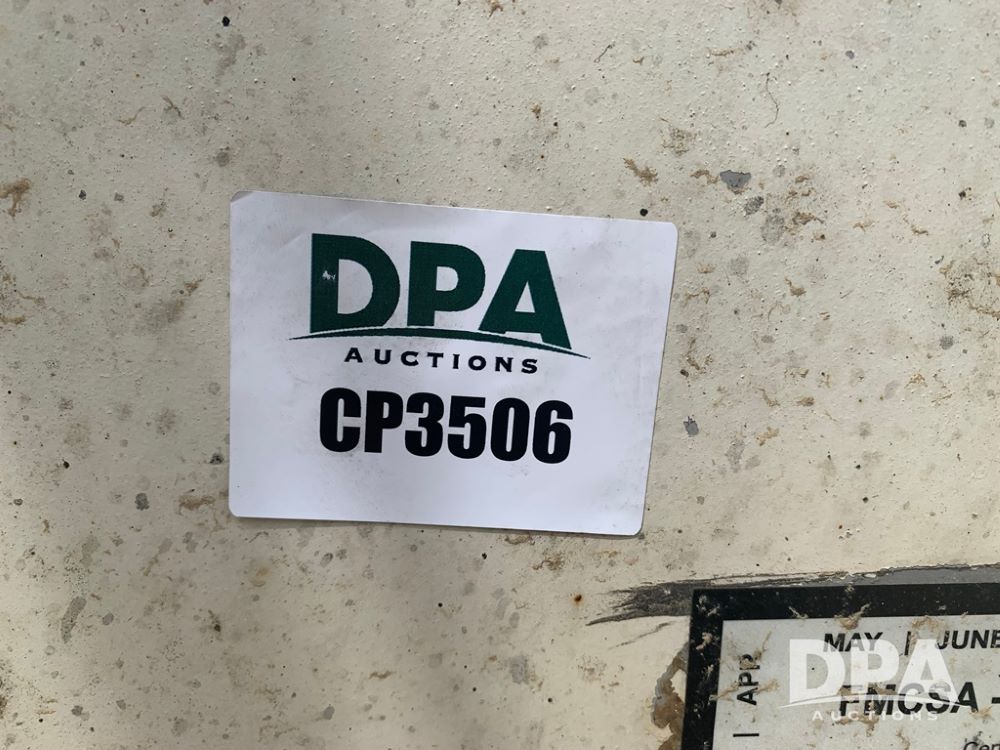 DPA
AUCTIONS
CP3506
MAY | JUNE
| APR
FMCSA -
DPA
AUCTIONS